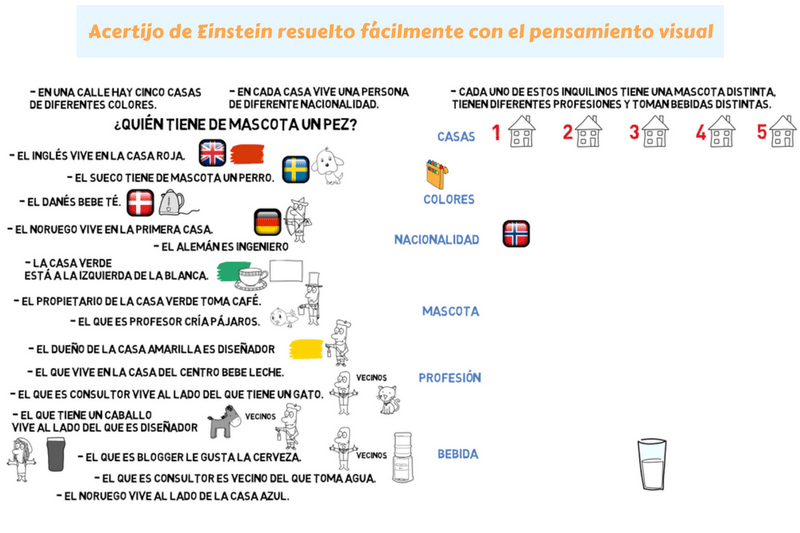 Acertijo de Einstein resuelto fácilmente con el pensamiento visual
- EN UNA CALLE HAY CINCO CASAS
DE DIFERENTES COLORES.
- EN CADA CASA VIVE UNA PERSONA
DE DIFERENTE NACIONALIDAD.
- CADA UNO DE ESTOS INQUILINOS TIENE UNA MASCOTA DISTINTA,
TIENEN DIFERENTES PROFESIONES Y TOMAN BEBIDAS DISTINTAS.
¿QUIÉN TIENE DE MASCOTA UN PEZ?
- EL INGLÉS VIVE EN LA CASA ROJA.
- EL SUECO TIENE DE MASCOTA UN PERRO.
- EL DANÉS BEBE TÉ.
- EL NORUEGO VIVE EN LA PRIMERA CASA.
- EL ALEMÁN ES INGENIERO
- LA CASA VERDE
ESTÁ A LA IZQUIERDA DE LA BLANCA.
- EL PROPIETARIO DE LA CASA VERDE TOMA CAFÉ.
- EL QUE ES PROFESOR CRÍA PÁJAROS.
- EL DUEÑO DE LA CASA AMARILLA ES DISEÑADOR
- EL QUE VIVE EN LA CASA DEL CENTRO BEBE LECHE.
VECINOS
- EL QUE ES CONSULTOR VIVE AL LADO DEL QUE TIENE UN GATO.
- EL QUE TIENE UN CABALLO
VIVE AL LADO DEL QUE ES DISEÑADOR
VECINOS
- EL QUE ES BLOGGER LE GUSTA LA CERVEZA.
VECINOS
- EL QUE ES CONSULTOR ES VECINO DEL QUE TOMA AGUA.
- EL NORUEGO VIVE AL LADO DE LA CASA AZUL.
CASAS 1 2 3 4 5
COLORES
NACIONALIDAD
MASCOTA
PROFESIÓN
BEBIDA